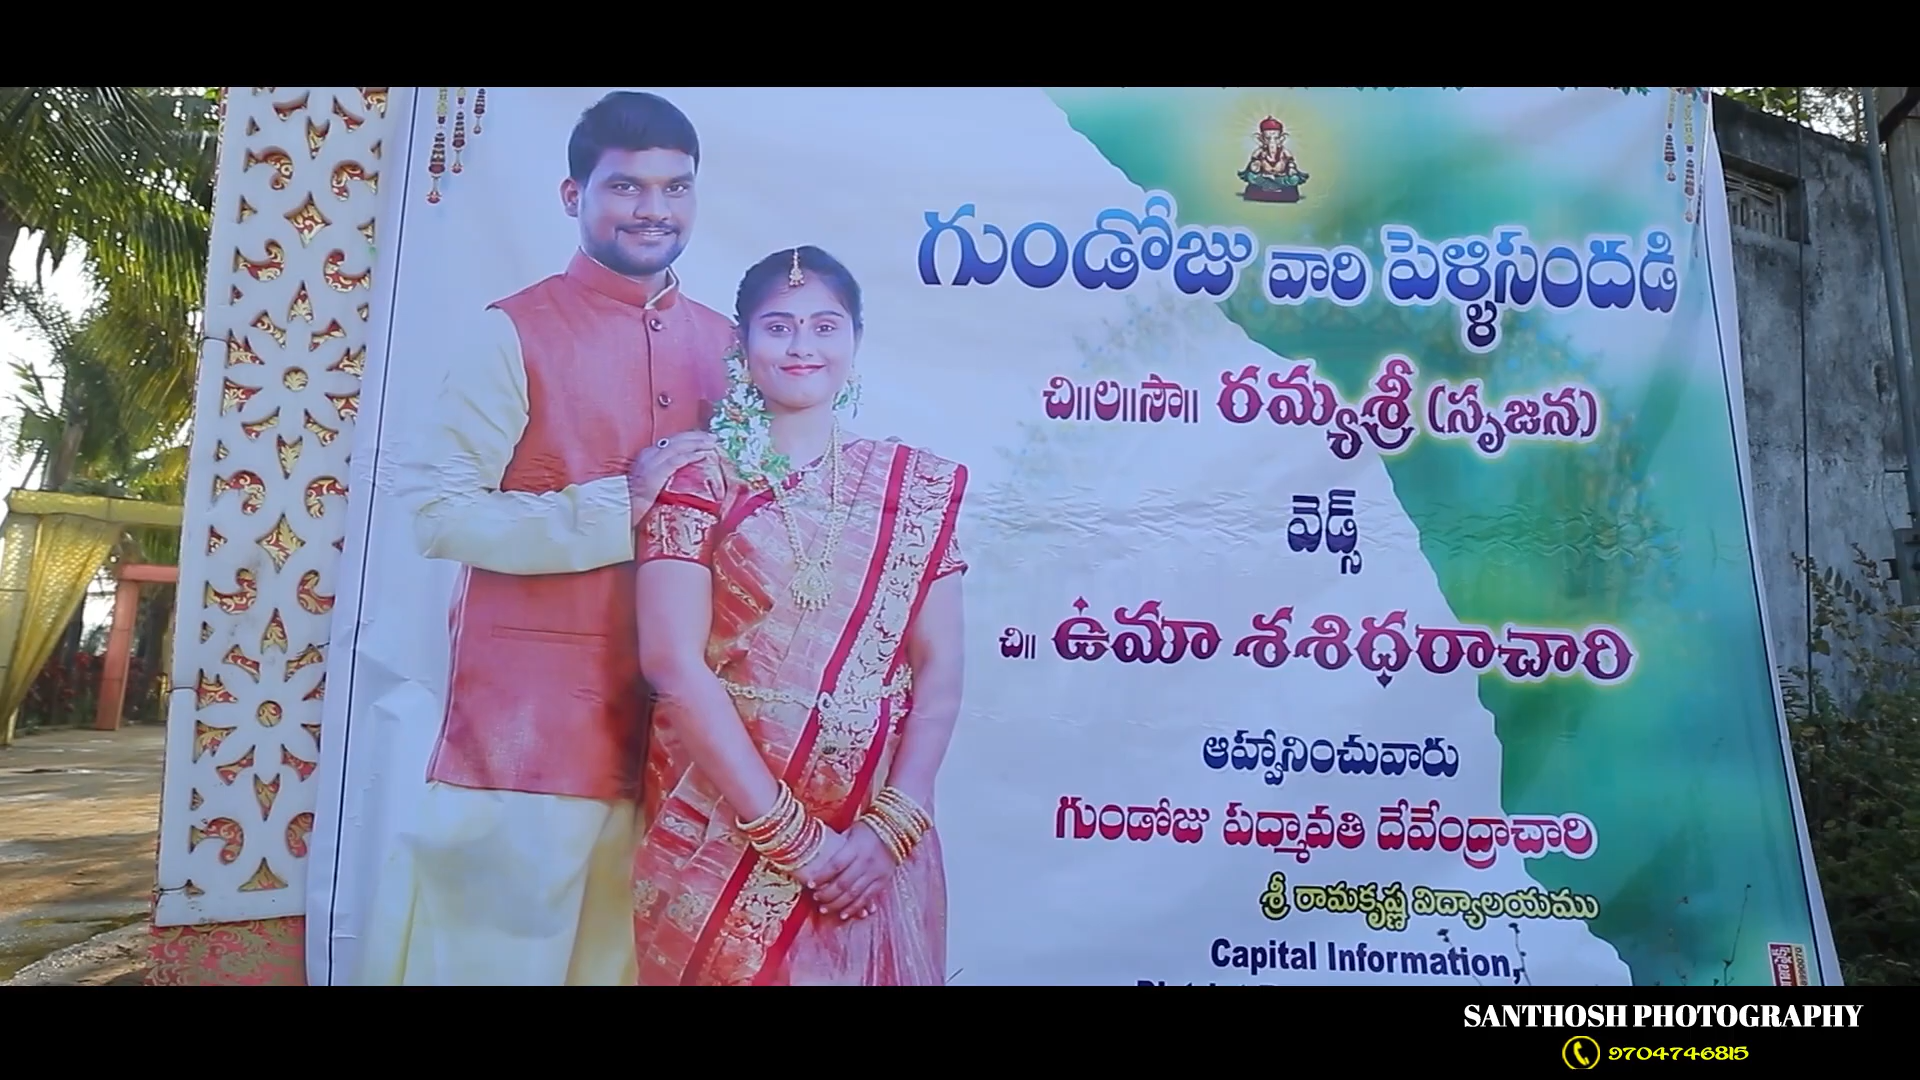 గుండోజు వారి పెళ్ళిసందడి
చి||ల||సౌ|| రమ్యశ్రీ (సృజన)
వెడ్స్
చి|| ఉమా శశిధరాచారి
ఆహ్వానించువారు
గుండోజు పద్మావతి దేవేంద్రాచారి
శ్రీ రామకృష్ణ విద్యాలయము
Capital Information,
SANTHOSH PHOTOGRAPHY
9704746815